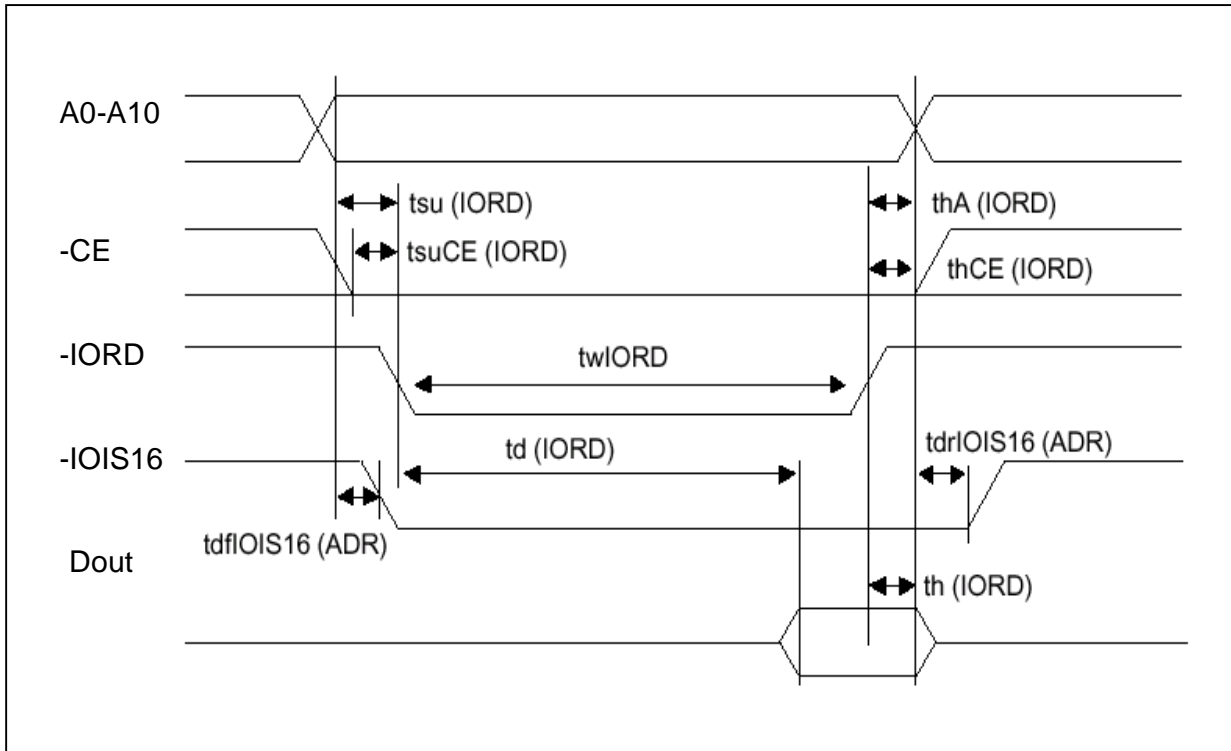 A0-A10
tsu (IORD)
thA (IORD)
-CE
tsuCE (IORD)
thCE (IORD)
-IORD
twIORD
-IOIS16
td (IORD)
tdrIOIS16 (ADR)
tdfIOIS16 (ADR)
Dout
th (IORD)